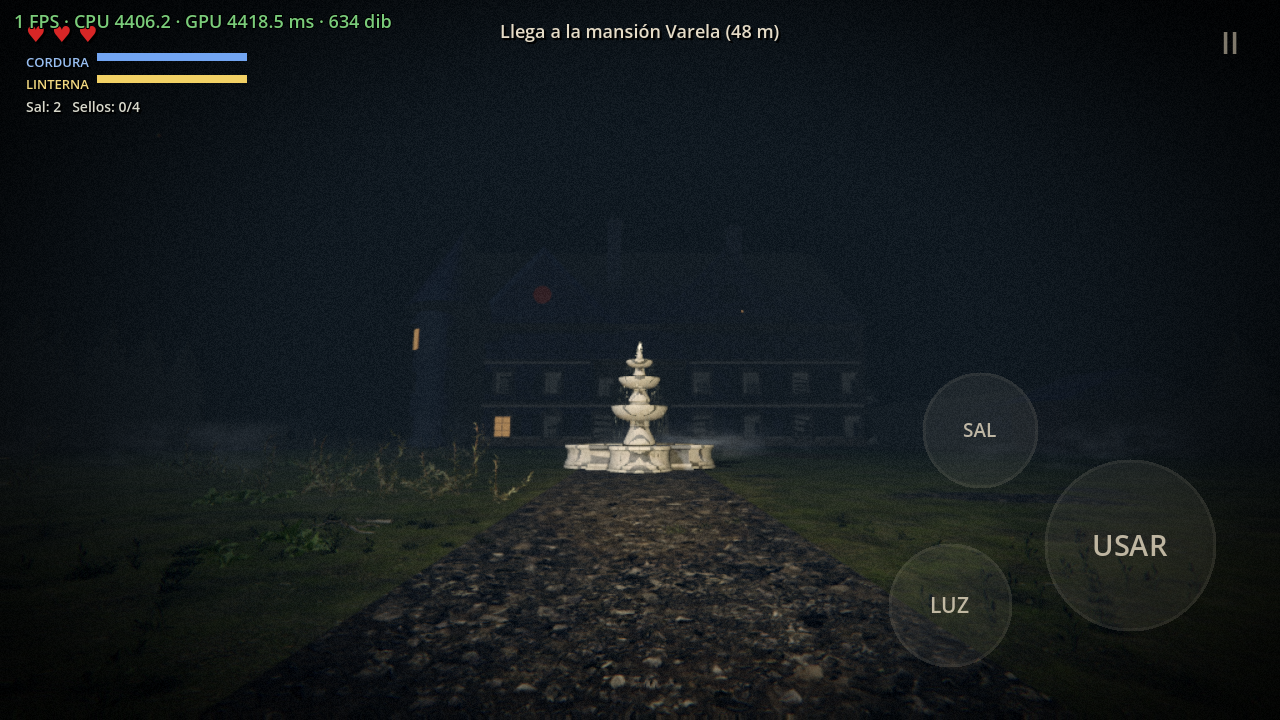 1 FPS · CPU 4406.2 · GPU 4418.5 ms · 634 dib
Llega a la mansión Varela (48 m)
CORDURA
LINTERNA
Sal: 2 Sellos: 0/4
SAL
USAR
LUZ